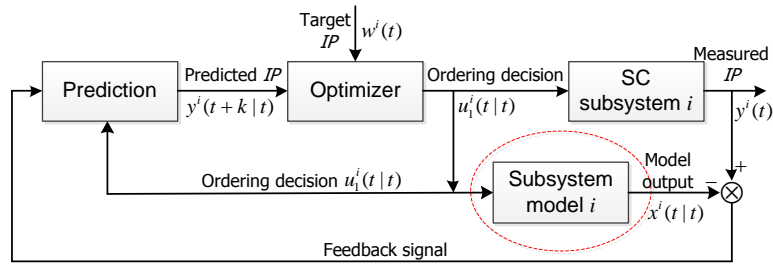 Target
IP
w^i(t)
Prediction
Predicted IP
y^i(t+k|t)
Optimizer
Ordering decision
u_1^i(t|t)
SC
subsystem i
Measured
IP
y^i(t)
Ordering decision u_1^i(t|t)
Subsystem
model i
Model
output
x^i(t|t)
−
+
Feedback signal